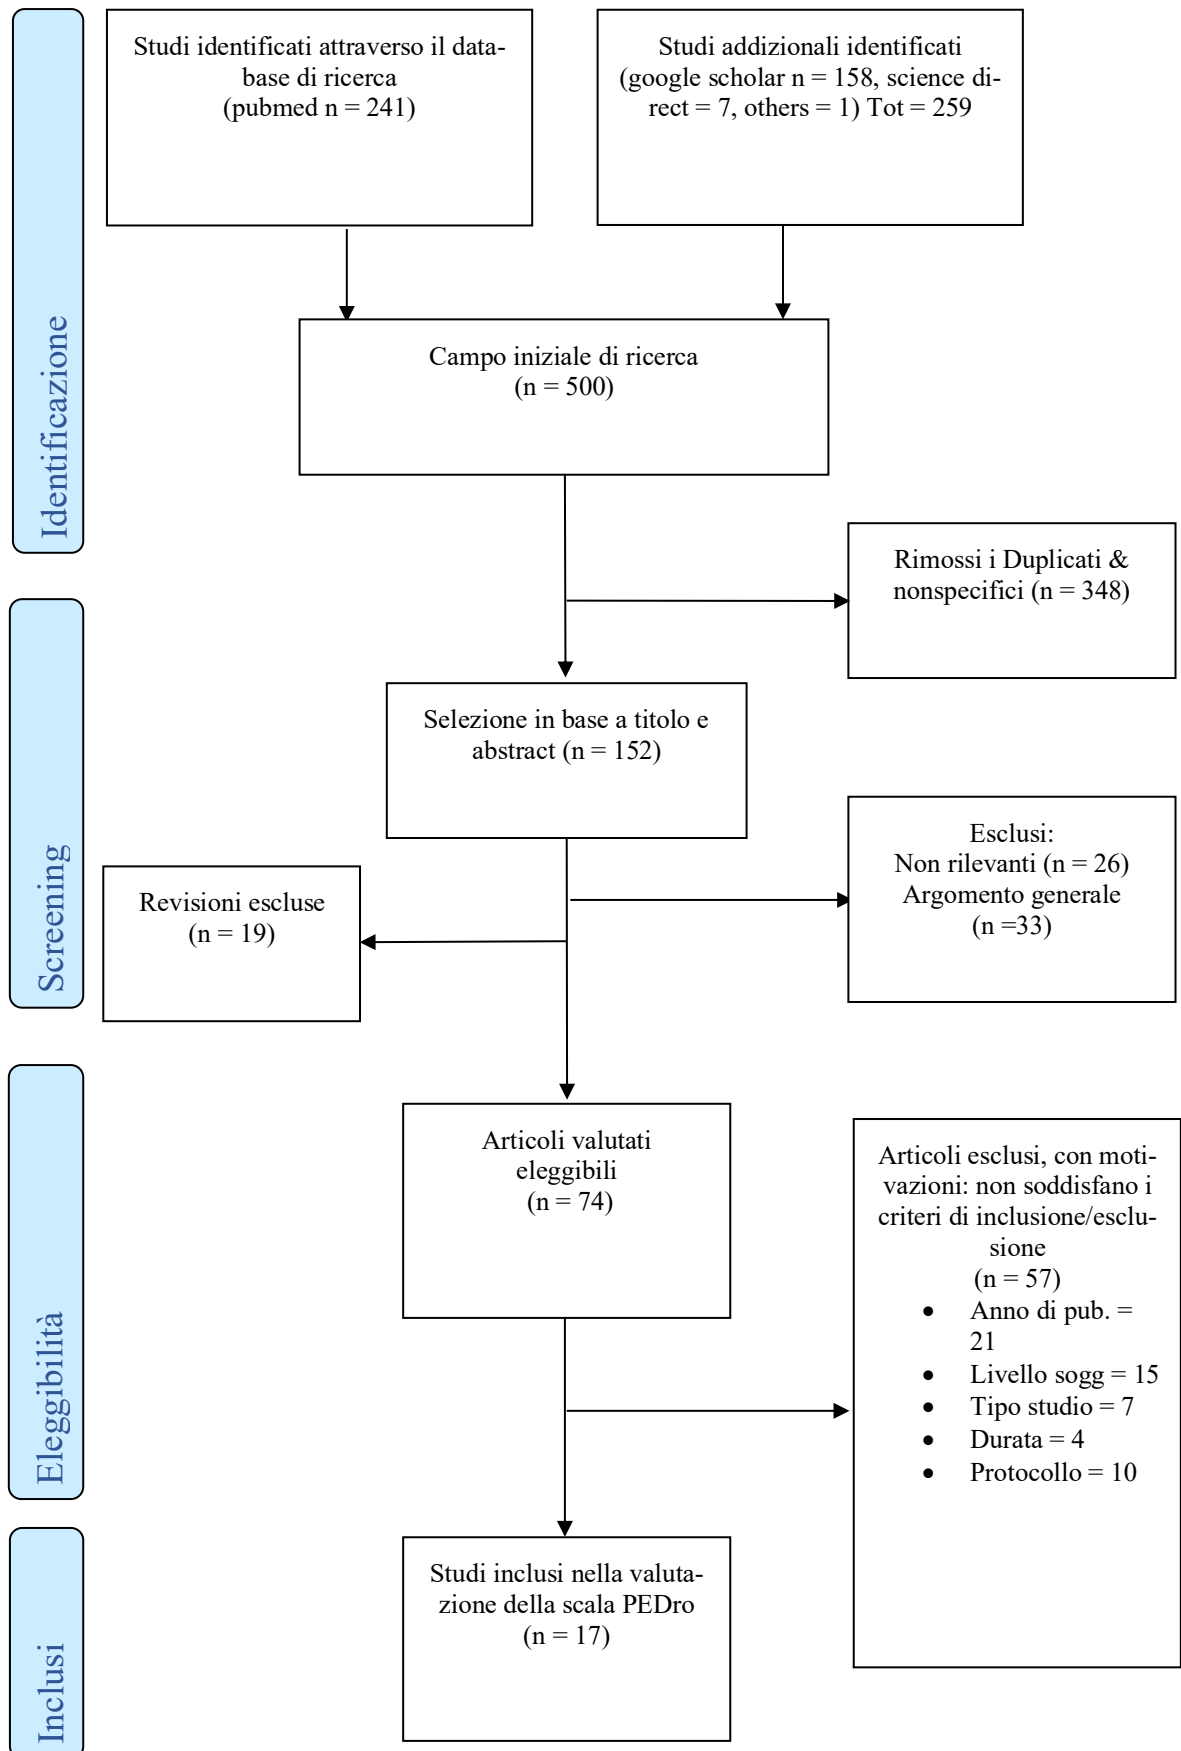 Identificazione
Studi identificati attraverso il data-
base di ricerca
(pubmed n = 241)
Studi addizionali identificati
(google scholar n = 158, science di-
rect = 7, others = 1) Tot = 259
Campo iniziale di ricerca
(n = 500)
Rimossi i Duplicati &
nonspecifici (n = 348)
Screening
Selezione in base a titolo e
abstract (n = 152)
Esclusi:
Non rilevanti (n = 26)
Argomento generale
(n =33)
Revisioni escluse
(n = 19)
Eleggibilità
Articoli valutati
eleggibili
(n = 74)
Articoli esclusi, con moti-
vazioni: non soddisfano i
criteri di inclusione/esclu-
sione
(n = 57)
• Anno di pub. =
21
• Livello sogg = 15
• Tipo studio = 7
• Durata = 4
• Protocollo = 10
Inclusi
Studi inclusi nella valuta-
zione della scala PEDro
(n = 17)